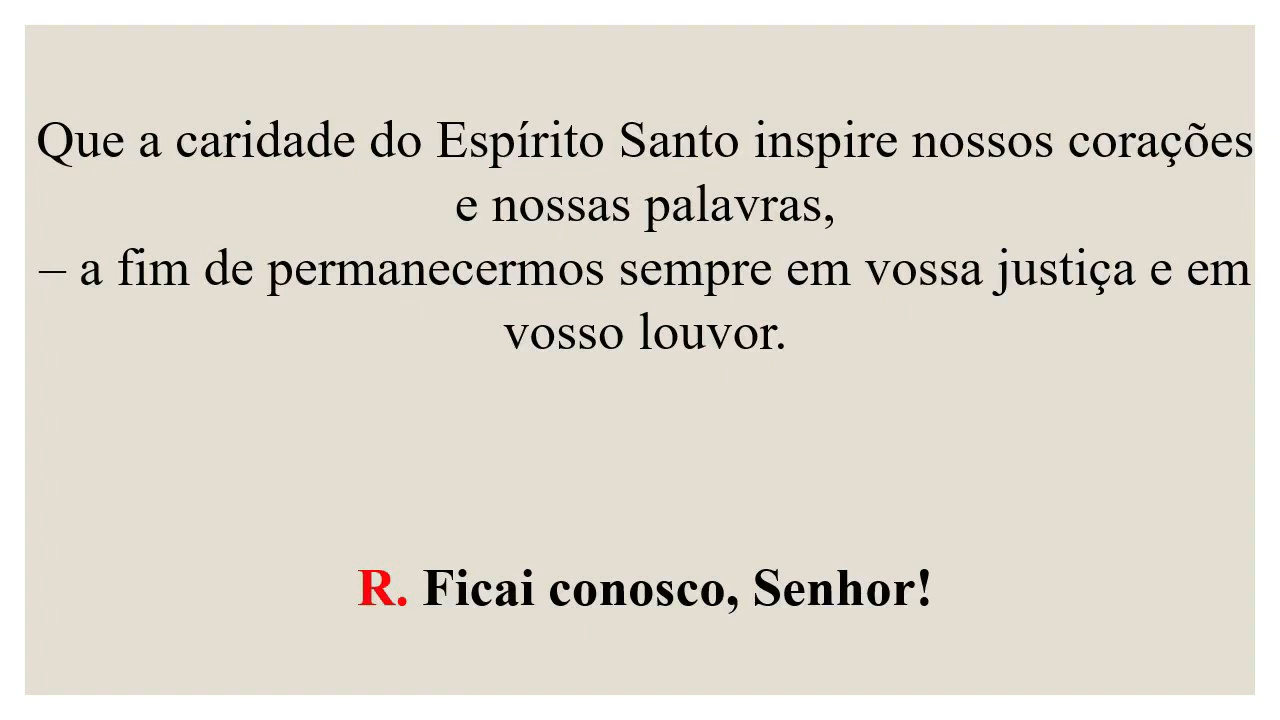 Que a caridade do Espírito Santo inspire nossos corações
e nossas palavras,
– a fim de permanecermos sempre em vossa justiça e em
vosso louvor.
R. Ficai conosco, Senhor!